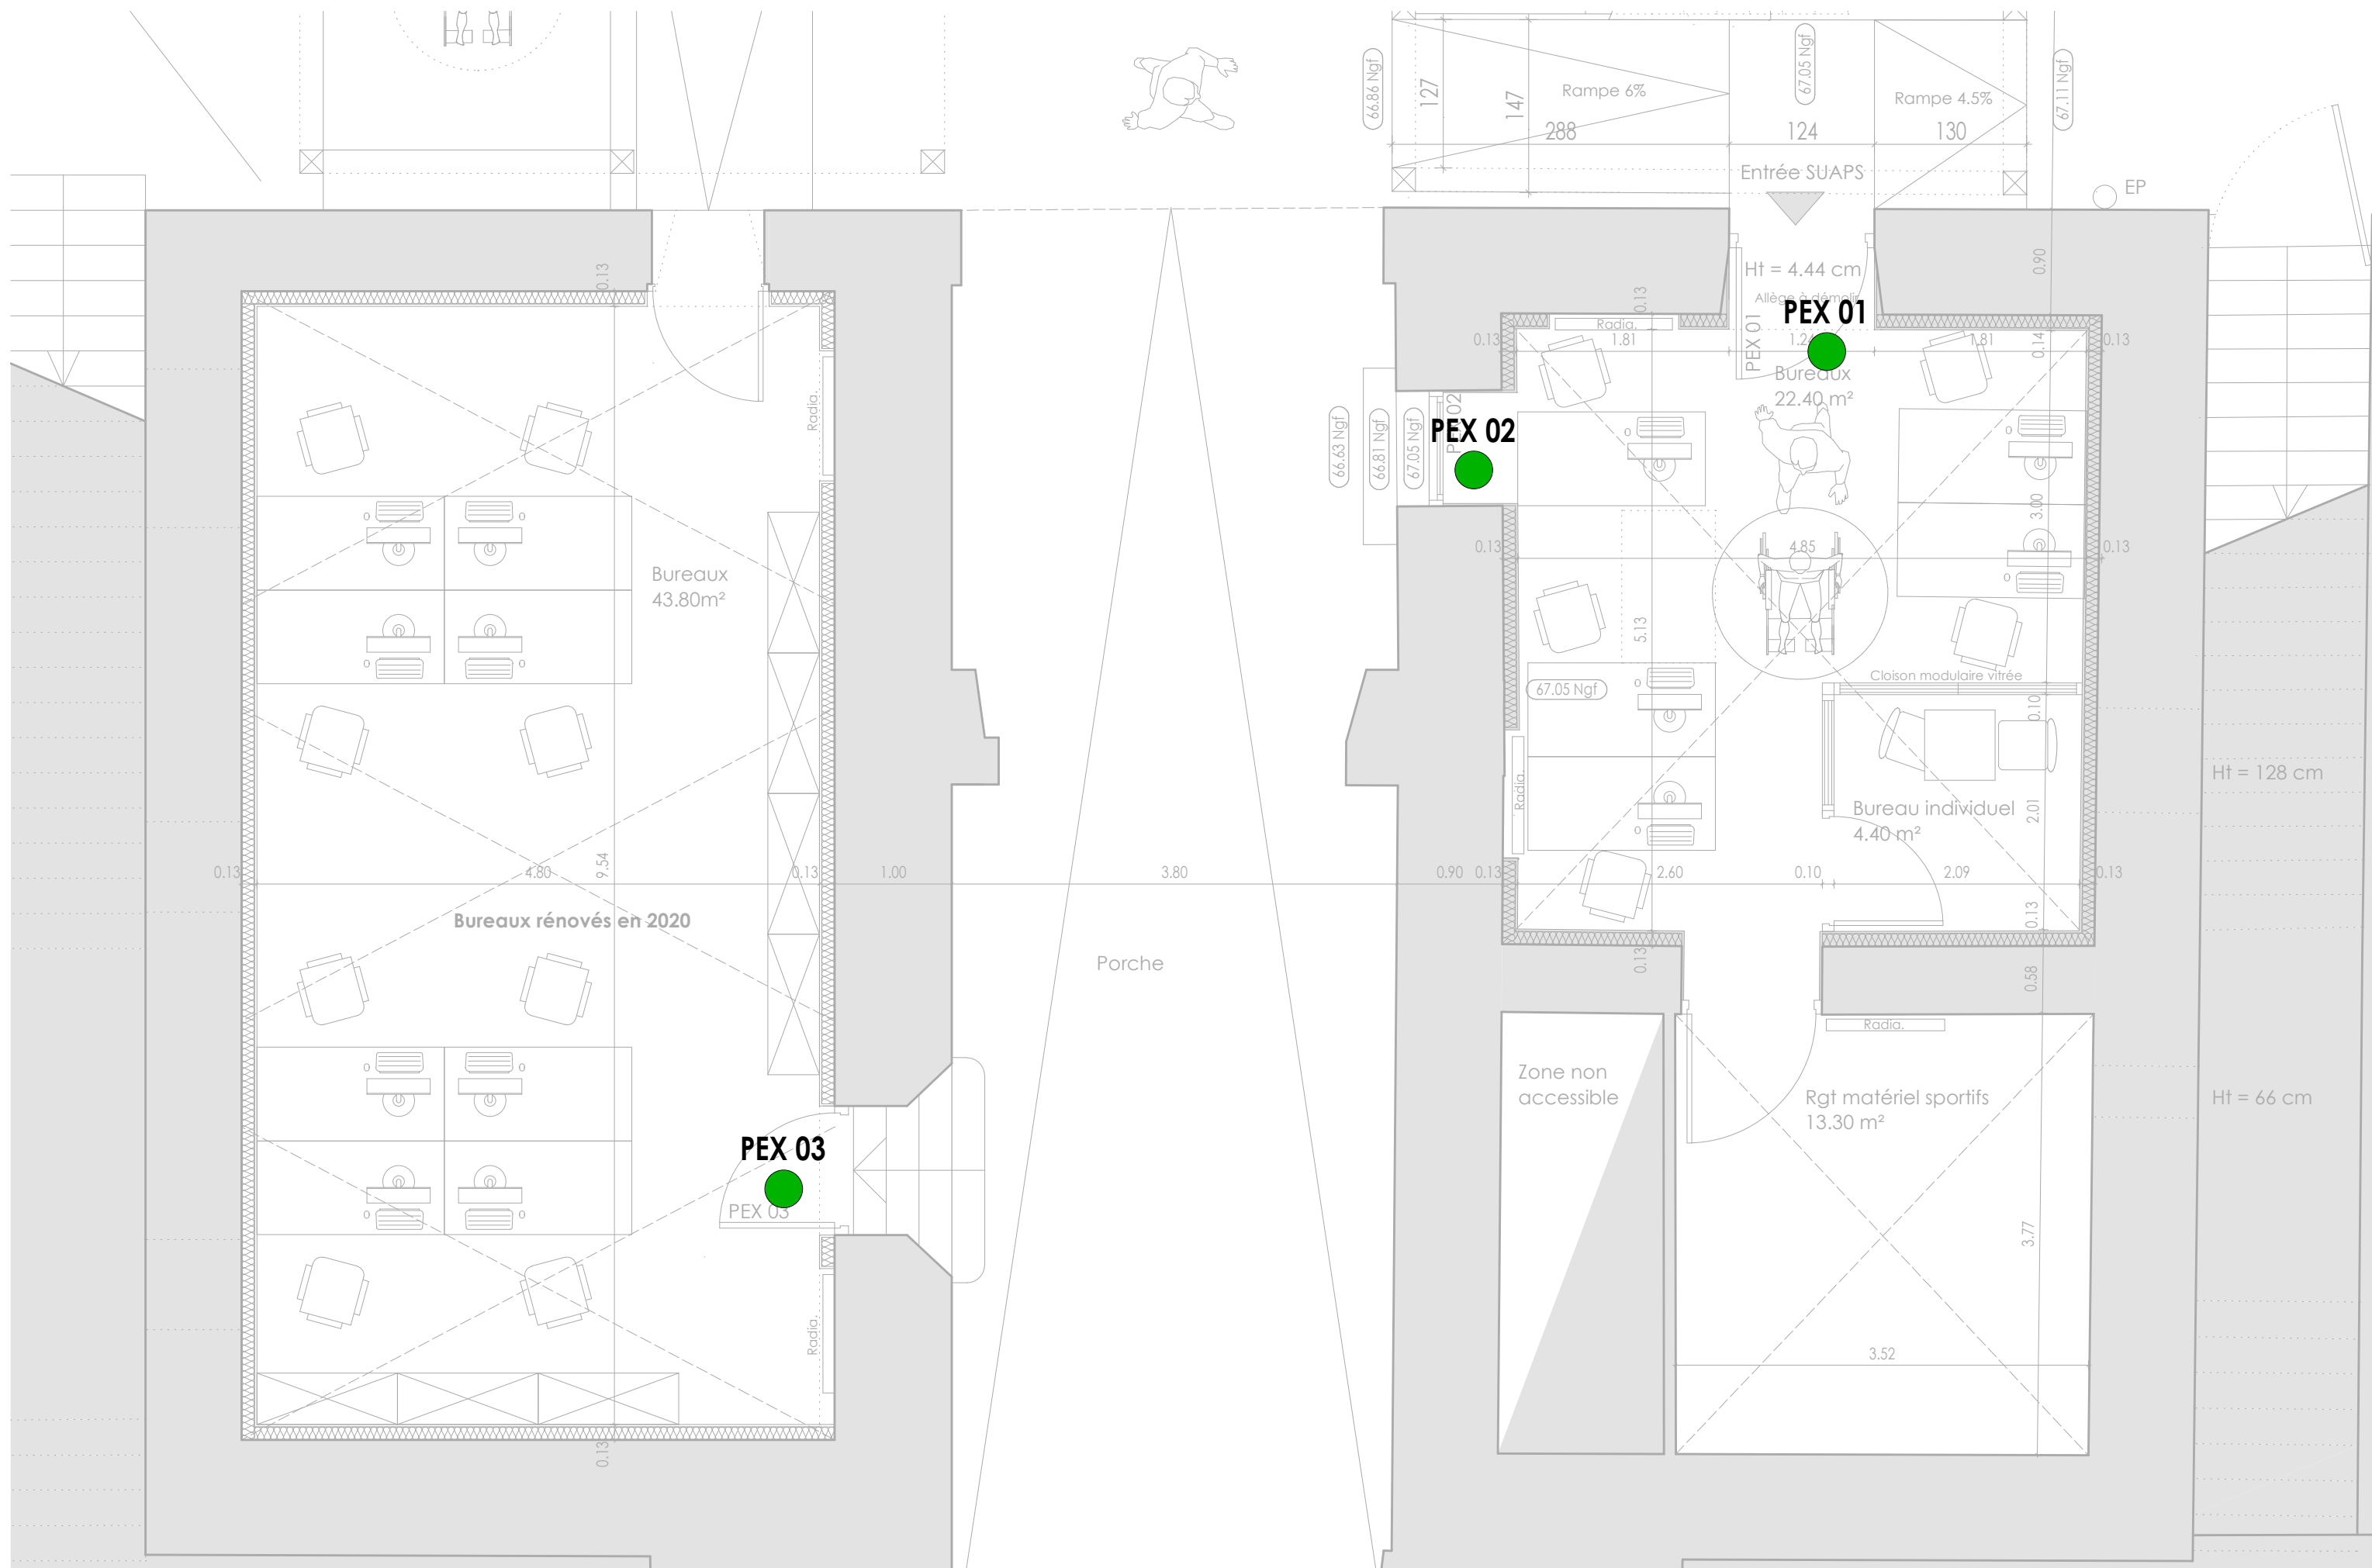 66.86 Ngf
127
147
Rampe 6%
288
67.05 Ngf
124
Rampe 4.5%
130
67.11 Ngf
Entrée SUAPS
EP
0.13
0.13
Ht = 4.44 cm
Allège à démolir
0.90
PEX 01
PEX 01
Radia.
0.13
1.81
1.24
1.81
0.14
0.13
Bureaux
22.40 m²
Radia.
66.63 Ngf
66.81 Ngf
67.05 Ngf
PEX 02
3.00
0.13
4.85
0.13
Bureaux
43.80m²
5.13
67.05 Ngf
Cloison modulaire vitrée
0.10
Radia.
Ht = 128 cm
Bureau individuel
4.40 m²
2.01
0.13
4.80
9.54
0.13
1.00
3.80
0.90
0.13
2.60
0.10
2.09
0.13
Bureaux rénovés en 2020
0.13
Porche
0.13
0.58
Radia.
Zone non
accessible
Rgt matériel sportifs
13.30 m²
Ht = 66 cm
PEX 03
PEX 03
3.77
Radia.
3.52
0.13